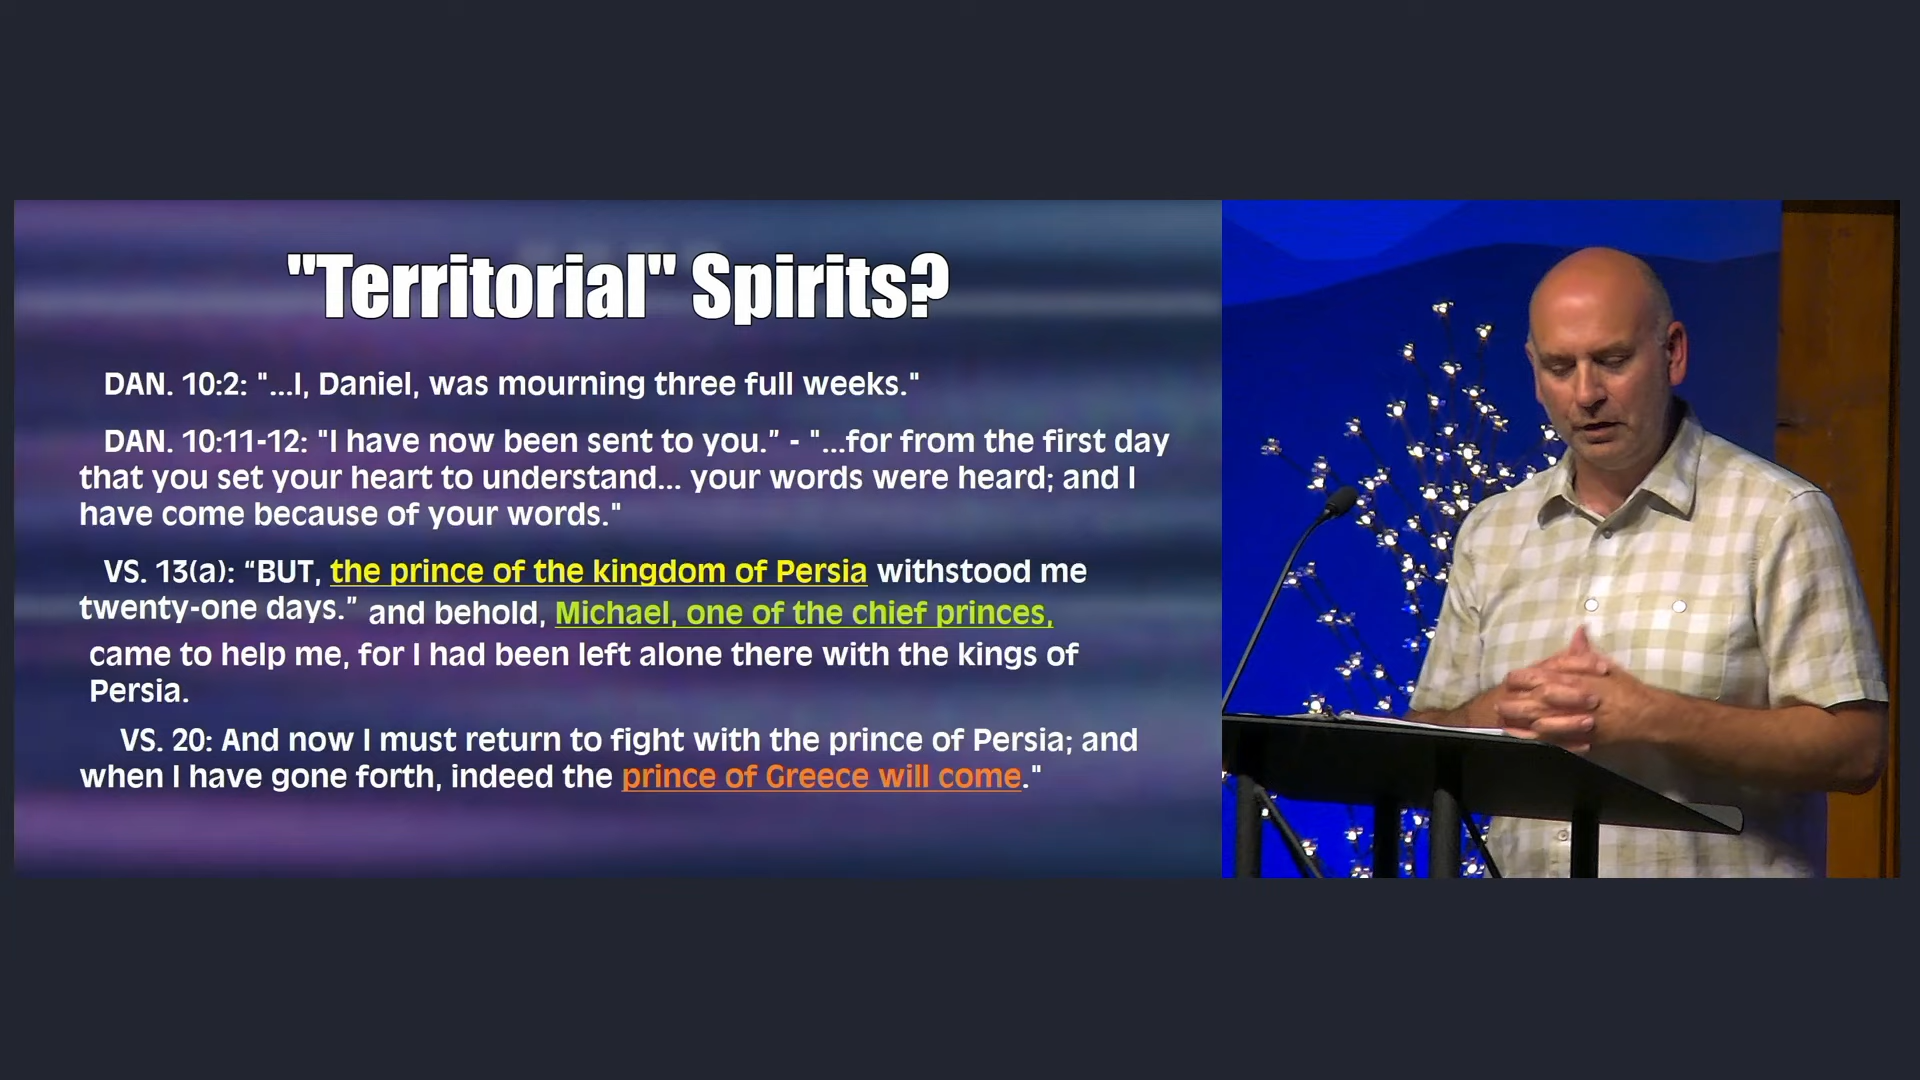 "Territorial" Spirits?
DAN. 10:2: "...I, Daniel, was mourning three full weeks."
DAN. 10:11-12: "I have now been sent to you.” - "...for from the first day
that you set your heart to understand... your words were heard; and I
have come because of your words."
VS. 13(a): “BUT, the prince of the kingdom of Persia withstood me
twenty-one days.” and behold, Michael, one of the chief princes,
came to help me, for I had been left alone there with the kings of
Persia.
VS. 20: And now I must return to fight with the prince of Persia; and
when I have gone forth, indeed the prince of Greece will come."